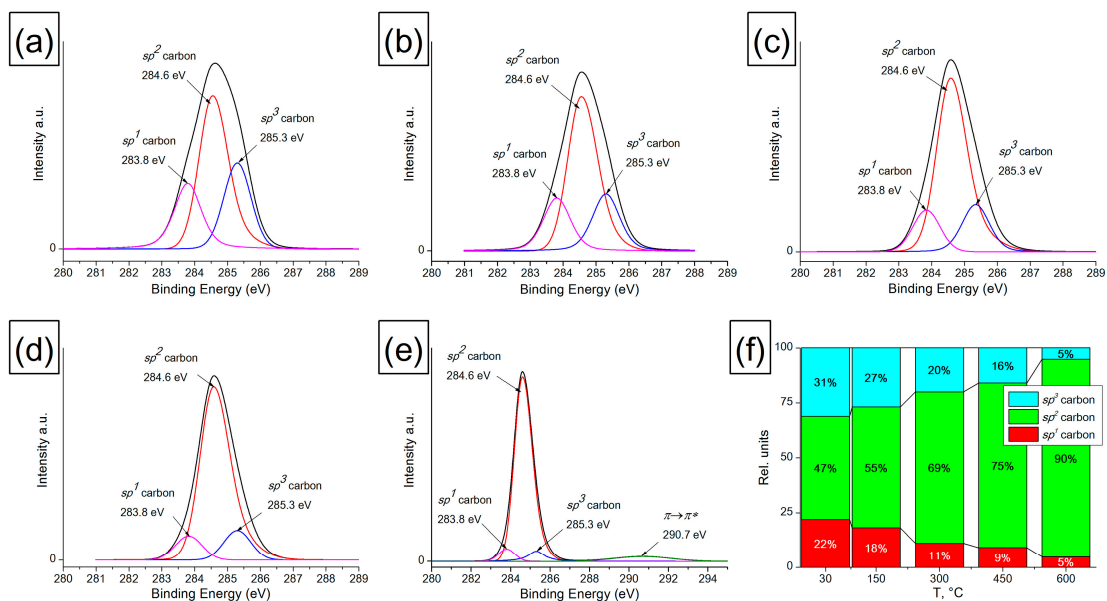 (a)
sp² carbon
284.6 eV
sp³ carbon
285.3 eV
sp¹ carbon
283.8 eV
Intensity a.u.
0
280 281 282 283 284 285 286 287 288 289
Binding Energy (eV)
(b)
sp² carbon
284.6 eV
sp³ carbon
285.3 eV
sp¹ carbon
283.8 eV
Intensity a.u.
0
280 281 282 283 284 285 286 287 288 289
Binding Energy (eV)
(c)
sp² carbon
284.6 eV
sp³ carbon
285.3 eV
sp¹ carbon
283.8 eV
Intensity a.u.
0
280 281 282 283 284 285 286 287 288 289
Binding Energy (eV)
(d)
sp² carbon
284.6 eV
sp¹ carbon
283.8 eV
sp³ carbon
285.3 eV
Intensity a.u.
0
280 281 282 283 284 285 286 287 288 289
Binding Energy (eV)
(e)
sp² carbon
284.6 eV
sp¹ carbon
283.8 eV
sp³ carbon
285.3 eV
π→π*
290.7 eV
Intensity a.u.
0
280 282 284 286 288 290 292 294
Binding Energy (eV)
(f)
100
75
50
25
0
Rel. units
31% 27% 20% 16% 5%
47% 55% 69% 75% 90%
22% 18% 11% 9% 5%
sp³ carbon
sp² carbon
sp¹ carbon
30 150 300 450 600
T, °C